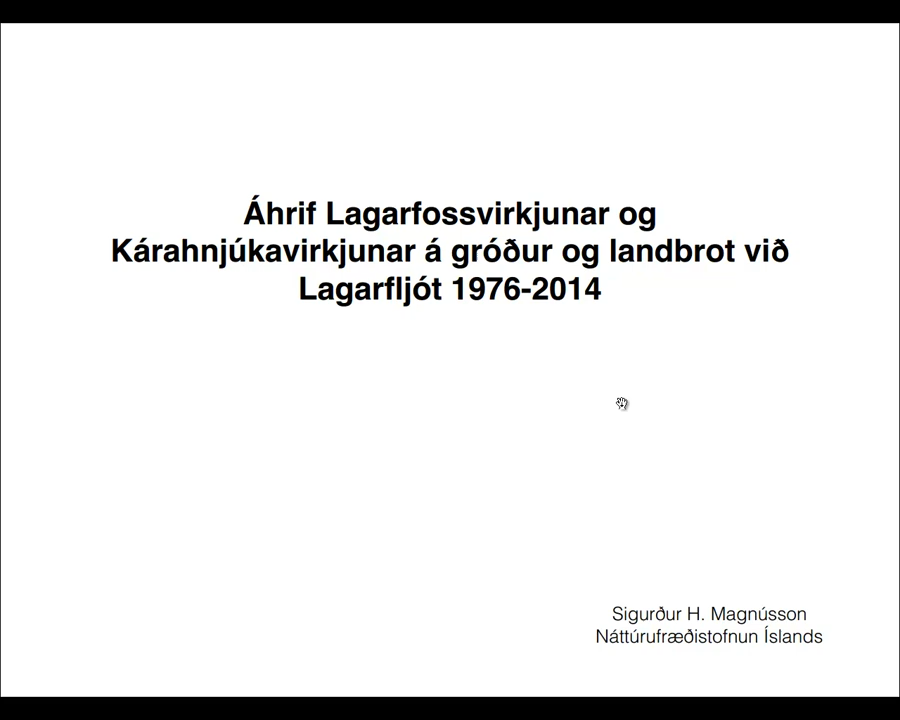 Áhrif Lagarfossvirkjunar og
Kárahnjúkavirkjunar á gróður og landbrot við
Lagarfljót 1976-2014
Sigurður H. Magnússon
Náttúrufræðistofnun Íslands